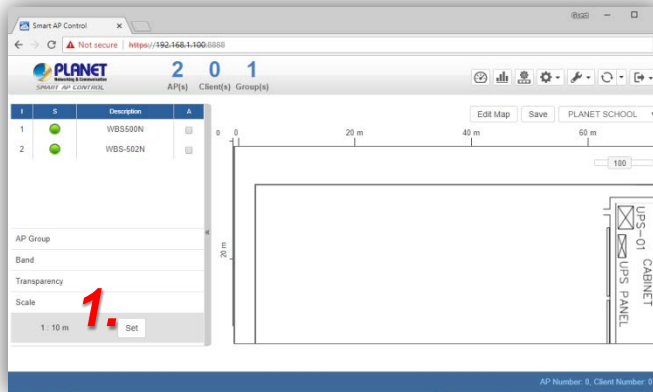 Smart AP Control
Guest
Not secure https://192.168.1.100:8888
PLANET
Networking & Communication
SMART AP CONTROL
2 0 1
AP(s) Client(s) Group(s)
I S Description A
1 WBS500N
2 WBS-502N
AP Group
Band
Transparency
Scale
1 : 10 m Set
1.
Edit Map Save PLANET SCHOOL
0 0 20 m 40 m 60 m
100
20 m
UPS-01 CABINET
UPS PANEL
AP Number: 0, Client Number: 0